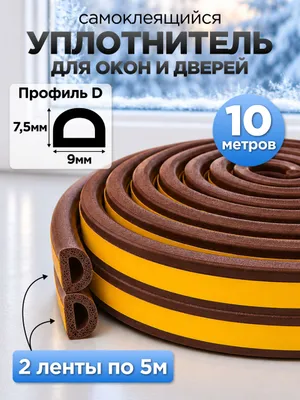 самоклеящийся
УПЛОТНИТЕЛЬ
ДЛЯ ОКОН И ДВЕРЕЙ
Профиль D
7,5мм
9мм
10
метров
2 ленты по 5м